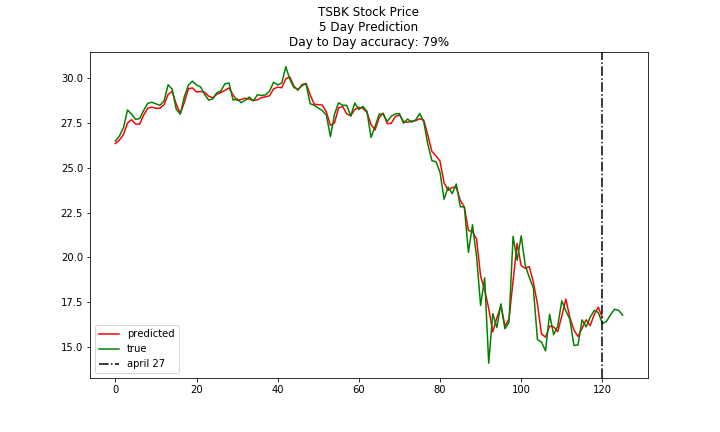 TSBK Stock Price
5 Day Prediction
Day to Day accuracy: 79%
30.0
27.5
25.0
22.5
20.0
17.5
15.0
predicted
true
april 27
0 20 40 60 80 100 120